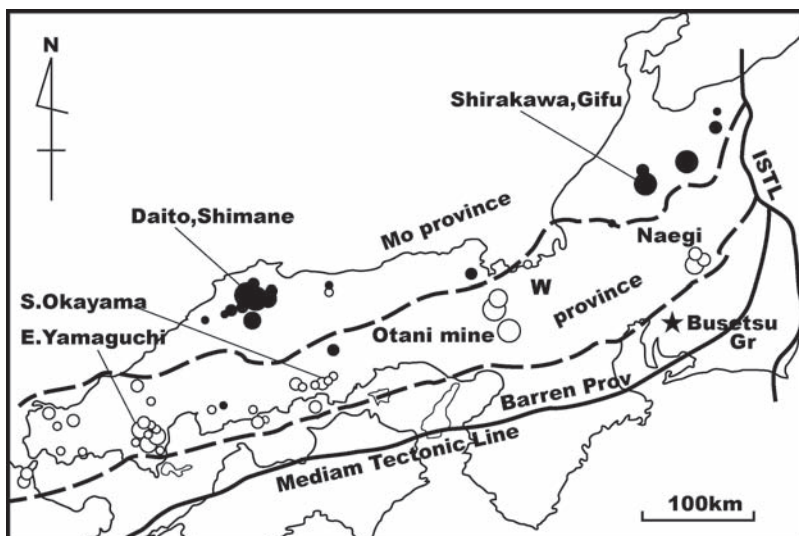 N
Shirakawa,Gifu
ISTL
Daito,Shimane
Mo province
Naegi
S.Okayama
W
province
E.Yamaguchi
Otani mine
Busetsu
Gr
Barren Prov
Mediam Tectonic Line
100km